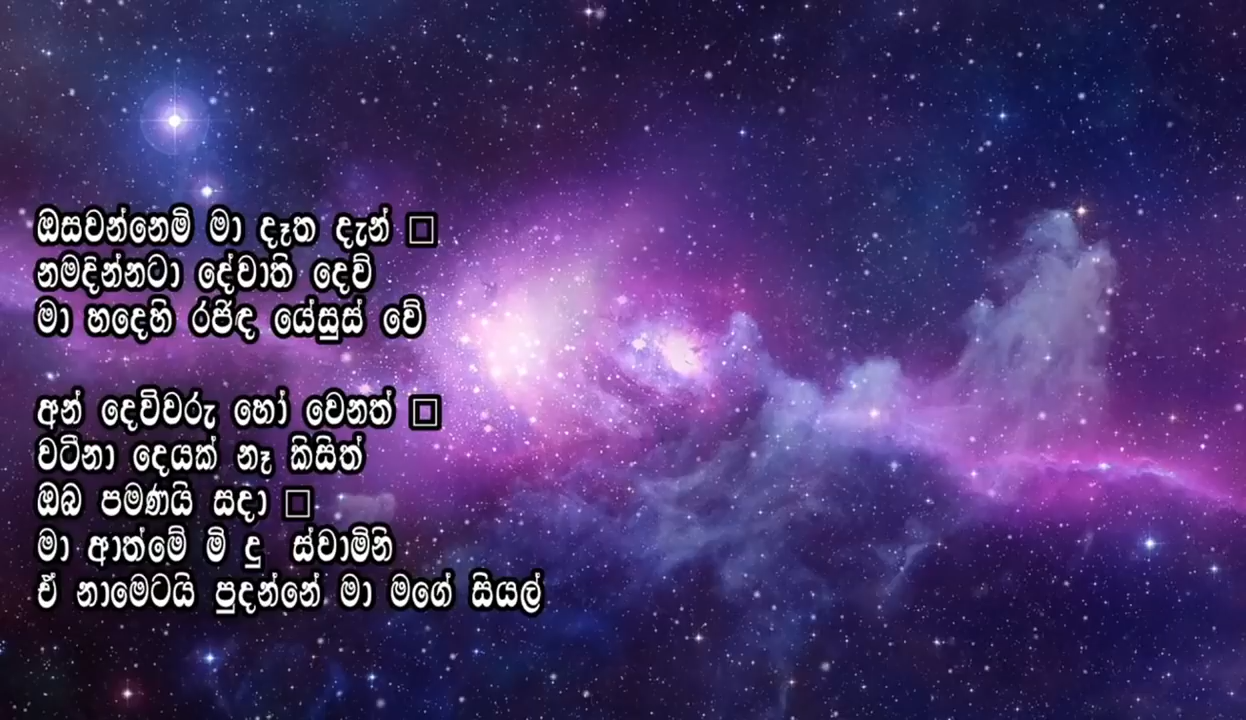 ඔසවන්නෙමි මා දෑත දැන් □
නමදින්නටා දේවාති දෙව්
මා හදෙහි රජිඳ යේසුස් වේ
අන් දෙව්වරු හෝ වෙනත් □
වටිනා දෙයක් නෑ කිසිත්
ඔබ පමණයි සදා □
මා ආත්මේ මි දු ස්වාමිනි
ඒ නාමෙටයි පුදන්නේ මා මගේ සියල්